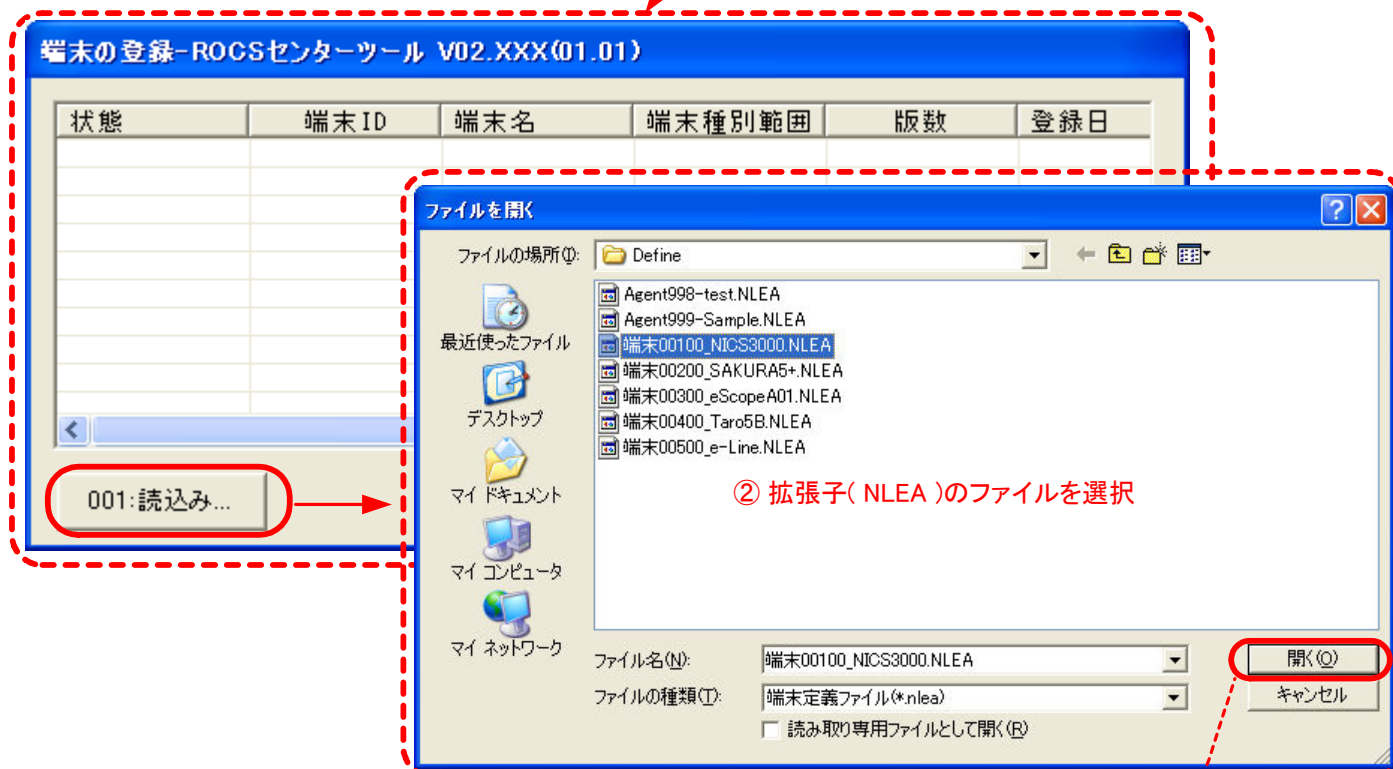 端末の登録-ROCSセンターツール V02.XXX(01.01)
状態 端末ID 端末名 端末種別範囲 版数 登録日
001:読込み...
ファイルを開く
ファイルの場所(I): Define
最近使ったファイル
デスクトップ
マイ ドキュメント
マイ コンピュータ
マイ ネットワーク
Agent998-test.NLEA
Agent999-Sample.NLEA
端末00100_NICS3000.NLEA
端末00200_SAKURA5+.NLEA
端末00300_eScopeA01.NLEA
端末00400_Taro5B.NLEA
端末00500_e-Line.NLEA
② 拡張子( NLEA )のファイルを選択
ファイル名(N): 端末00100_NICS3000.NLEA 開く(O)
ファイルの種類(T): 端末定義ファイル(*.nlea) キャンセル
読み取り専用ファイルとして開く(R)